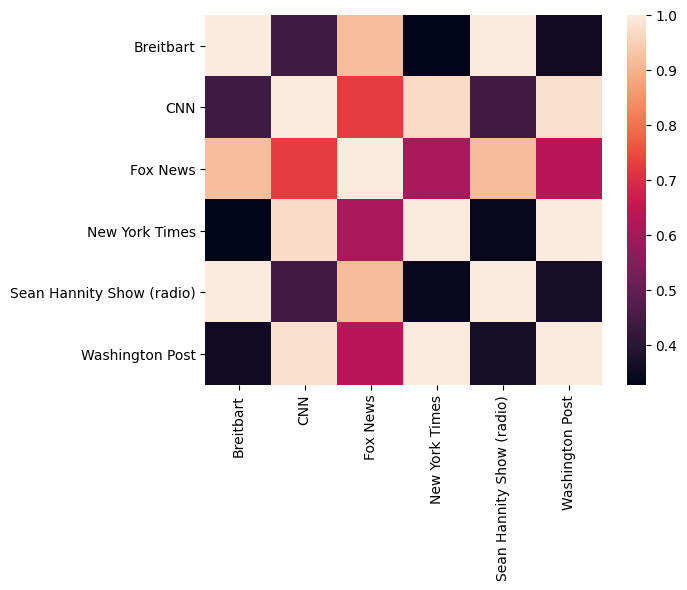 Breitbart
CNN
Fox News
New York Times
Sean Hannity Show (radio)
Washington Post
Breitbart
CNN
Fox News
New York Times
Sean Hannity Show (radio)
Washington Post
1.0
0.9
0.8
0.7
0.6
0.5
0.4